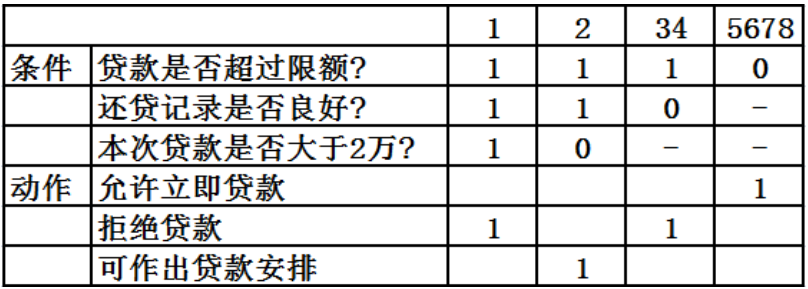 1 2 34 5678
条件 贷款是否超过限额? 1 1 1 0
还贷记录是否良好? 1 1 0 -
本次贷款是否大于2万? 1 0 - -
动作 允许立即贷款 1
拒绝贷款 1 1
可作出贷款安排 1